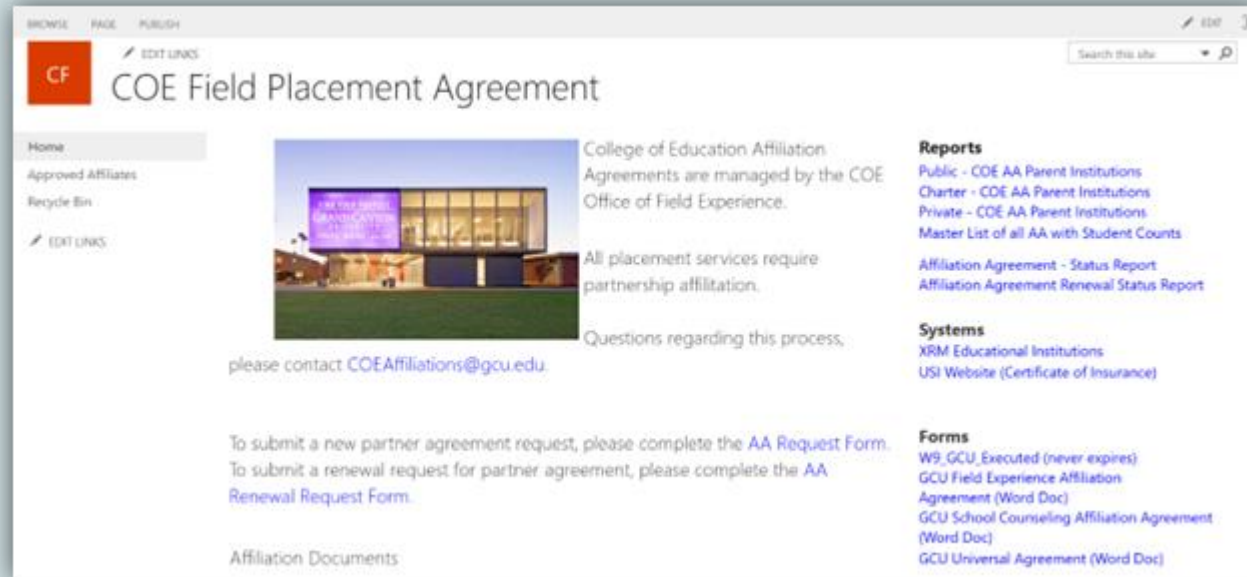 BROWSE PAGE PUBLISH
EDIT
CF
EDIT LINKS
Search this site
COE Field Placement Agreement
Home
Approved Affiliates
Recycle Bin
EDIT LINKS
GRAND CANYON
College of Education Affiliation
Agreements are managed by the COE
Office of Field Experience.
All placement services require
partnership affilitation.
Questions regarding this process,
please contact COEAffiliations@gcu.edu.
To submit a new partner agreement request, please complete the AA Request Form.
To submit a renewal request for partner agreement, please complete the AA
Renewal Request Form.
Affiliation Documents
Reports
Public - COE AA Parent Institutions
Charter - COE AA Parent Institutions
Private - COE AA Parent Institutions
Master List of all AA with Student Counts
Affiliation Agreement - Status Report
Affiliation Agreement Renewal Status Report
Systems
XRM Educational Institutions
USI Website (Certificate of Insurance)
Forms
W9_GCU_Executed (never expires)
GCU Field Experience Affiliation
Agreement (Word Doc)
GCU School Counseling Affiliation Agreement
(Word Doc)
GCU Universal Agreement (Word Doc)